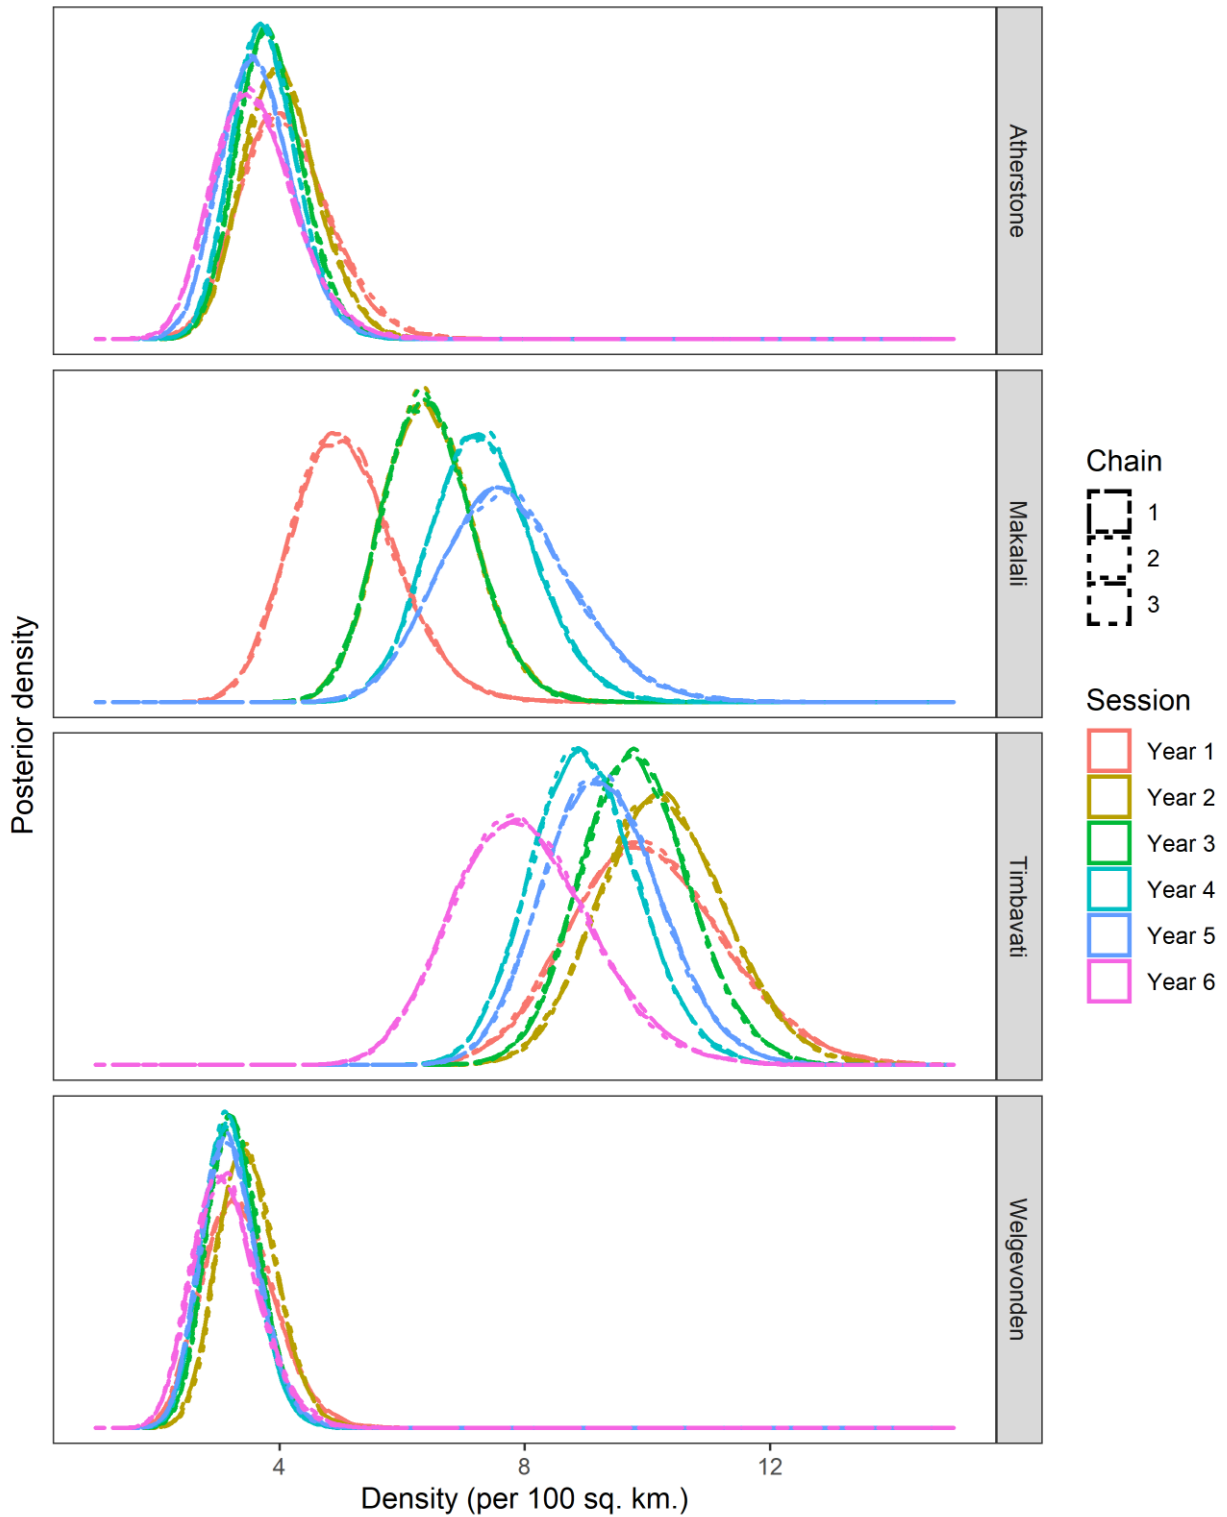 Atherstone
Makalali
Timbavati
Welgevonden
Posterior density
4 8 12
Density (per 100 sq. km.)
Chain
1
2
3
Session
Year 1
Year 2
Year 3
Year 4
Year 5
Year 6